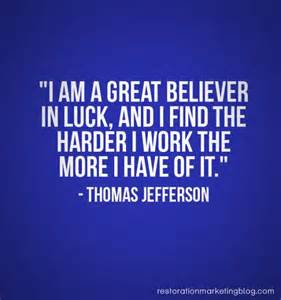 "I AM A GREAT BELIEVER
IN LUCK, AND I FIND THE
HARDER I WORK THE
MORE I HAVE OF IT."
- THOMAS JEFFERSON
restorationmarketingblog.com